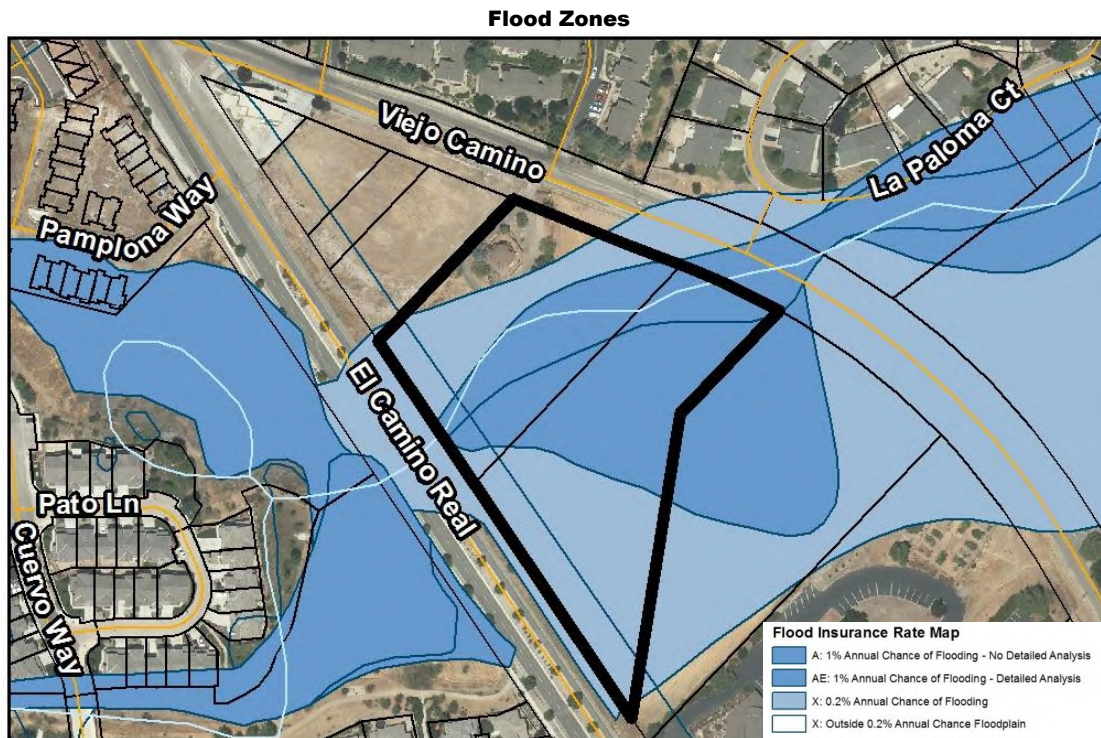 Flood Zones
Viejo Camino
La Paloma Ct
Pamplona Way
El Camino Real
Pato Ln
Cuervo Way
Flood Insurance Rate Map
A: 1% Annual Chance of Flooding - No Detailed Analysis
AE: 1% Annual Chance of Flooding - Detailed Analysis
X: 0.2% Annual Chance of Flooding
X: Outside 0.2% Annual Chance Floodplain